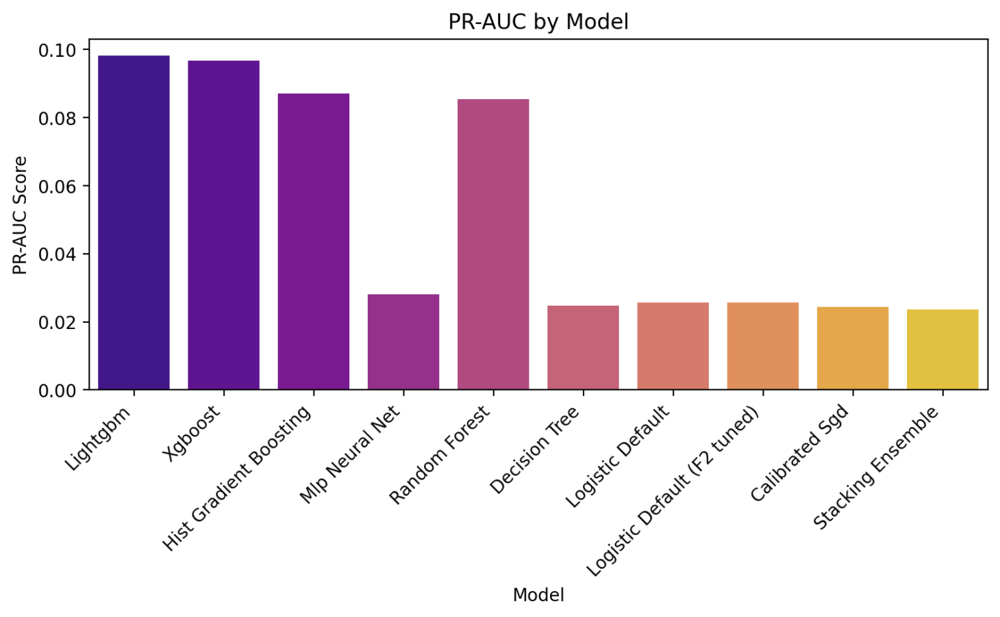 PR-AUC by Model
PR-AUC Score
0.10
0.08
0.06
0.04
0.02
0.00
Lightgbm
Xgboost
Hist Gradient Boosting
Mlp Neural Net
Random Forest
Decision Tree
Logistic Default
Logistic Default (F2 tuned)
Calibrated Sgd
Stacking Ensemble
Model